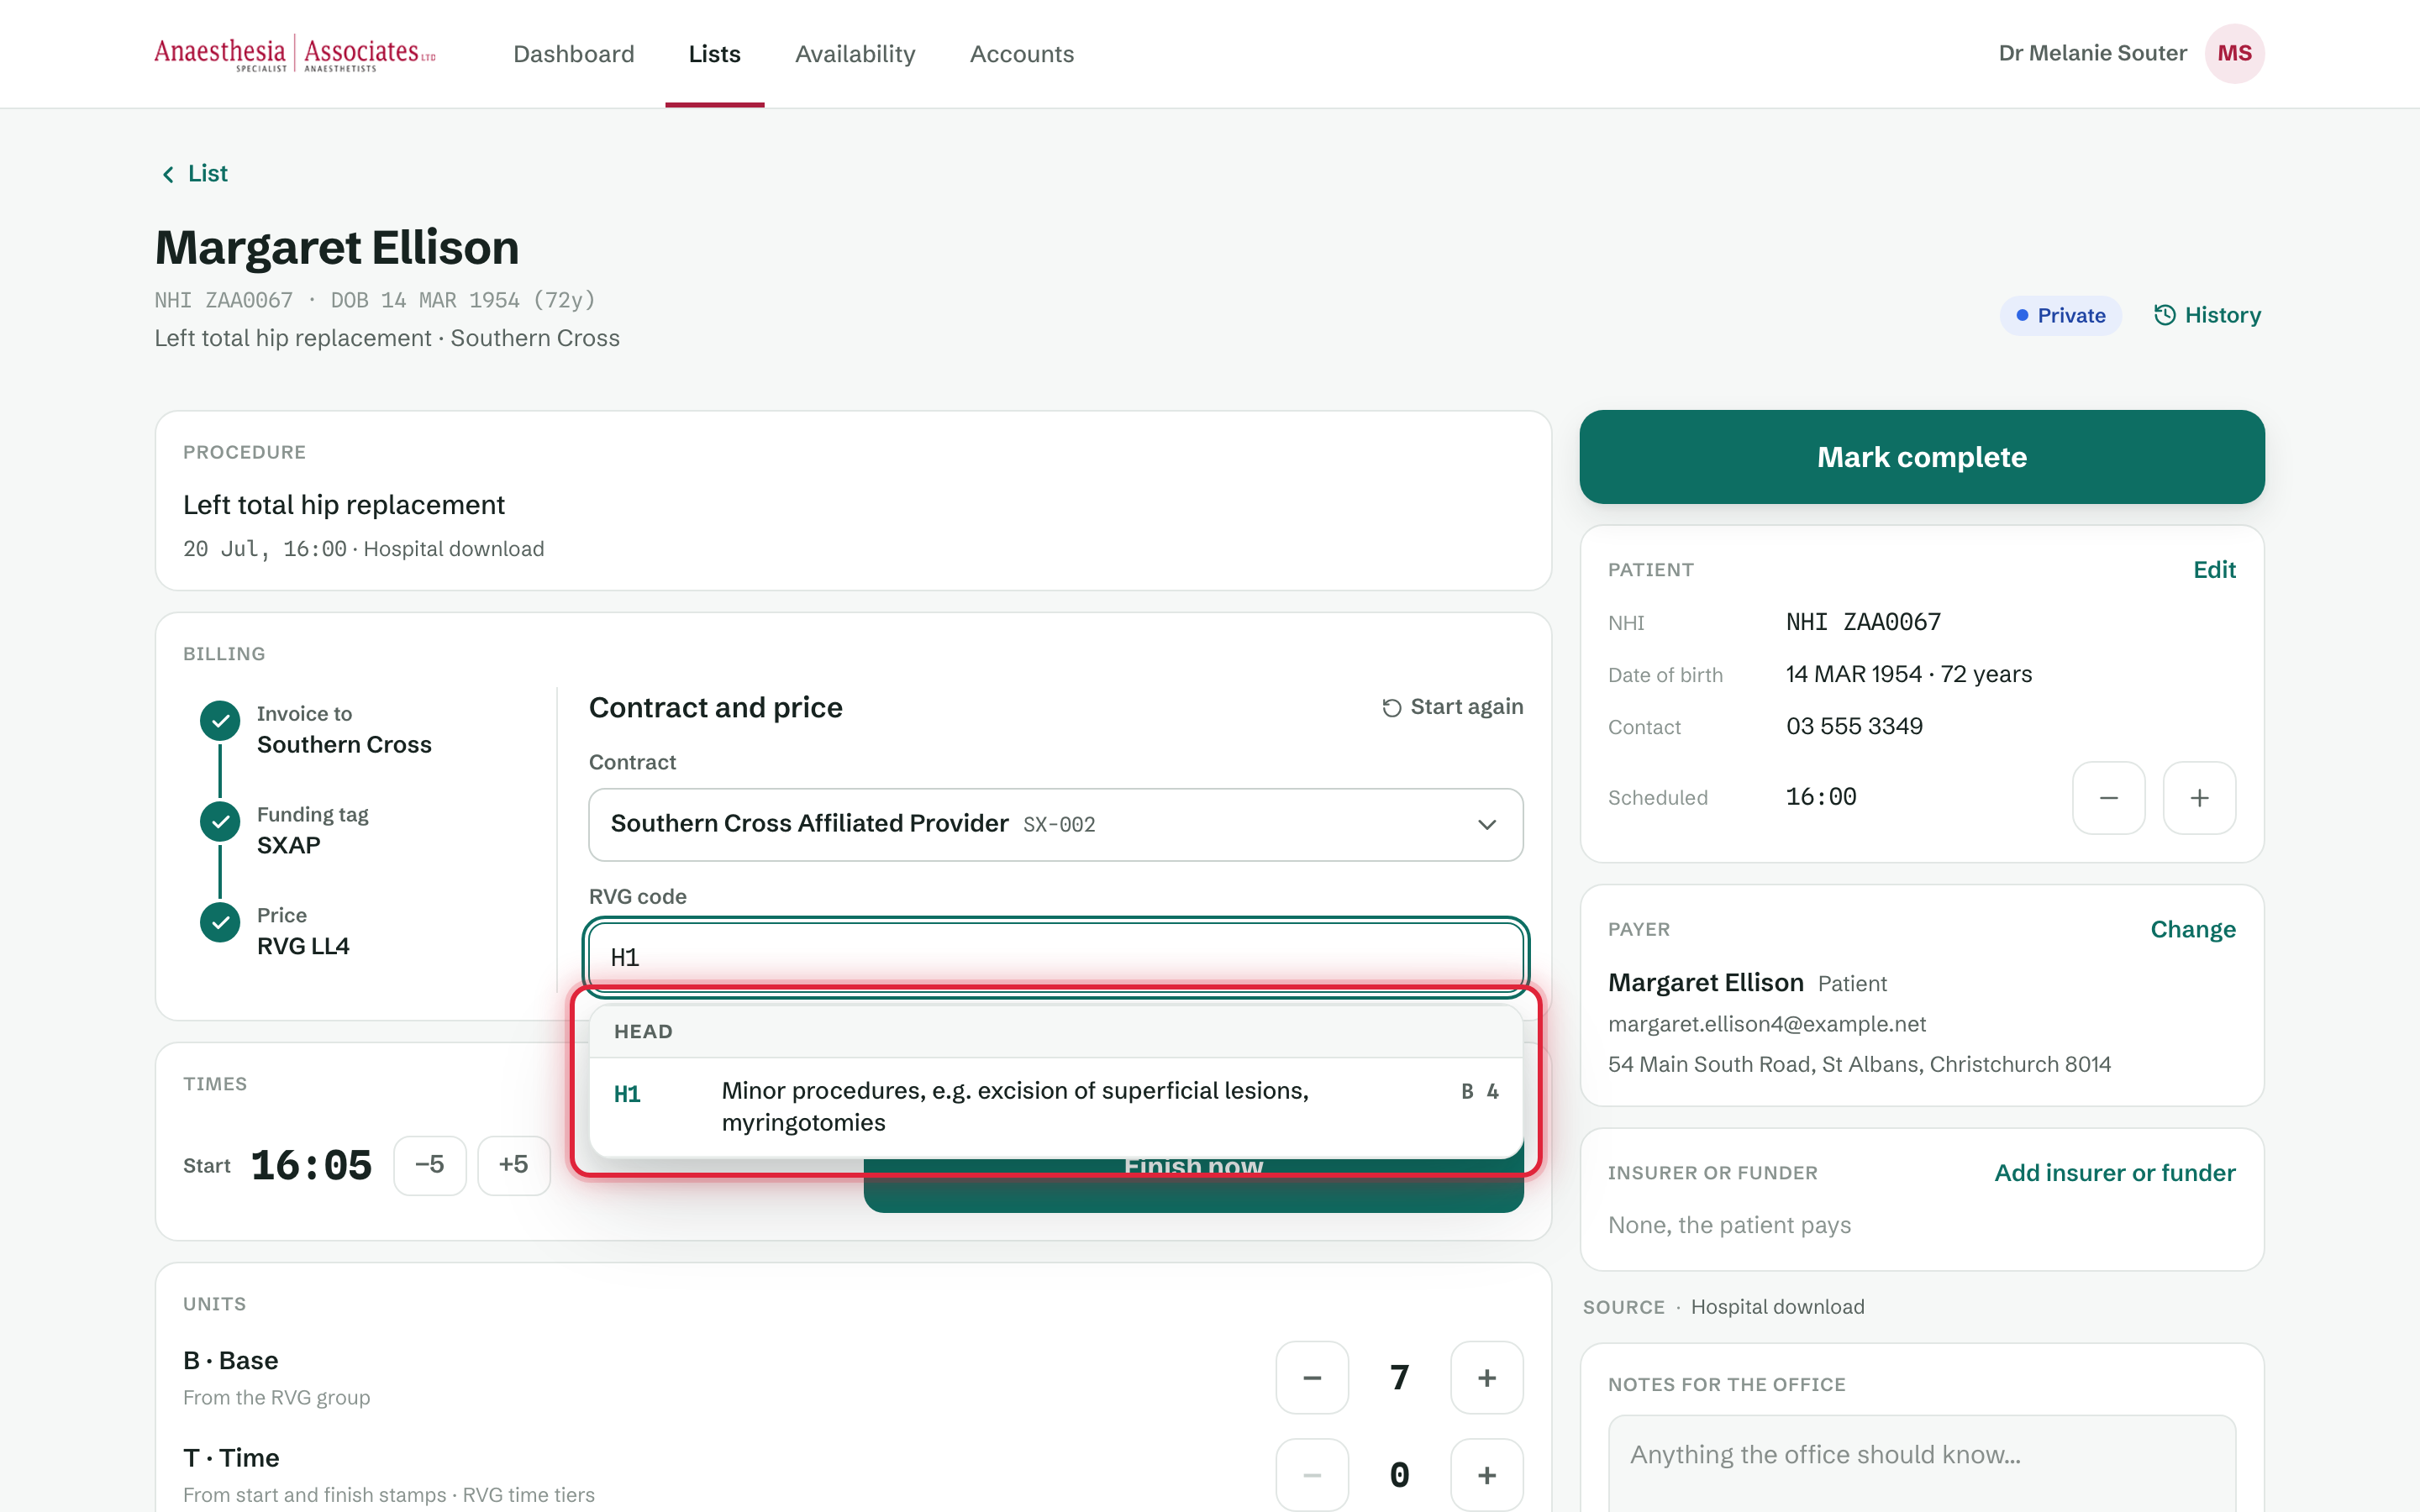 Anaesthesia Associates LTD
SPECIALIST ANAESTHETISTS
Dashboard
Lists
Availability
Accounts
Dr Melanie Souter
MS
List
Margaret Ellison
NHI ZAA0067 · DOB 14 MAR 1954 (72y)
Left total hip replacement · Southern Cross
Private
History
PROCEDURE
Left total hip replacement
20 Jul, 16:00 · Hospital download
BILLING
Invoice to
Southern Cross
Funding tag
SXAP
Price
RVG LL4
Contract and price
Start again
Contract
Southern Cross Affiliated Provider SX-002
RVG code
H1
HEAD
H1 Minor procedures, e.g. excision of superficial lesions, B 4
myringotomies
TIMES
Start 16:05 −5 +5
Finish now
UNITS
B · Base
From the RVG group
− 7 +
T · Time
From start and finish stamps · RVG time tiers
− 0 +
Mark complete
PATIENT
Edit
NHI NHI ZAA0067
Date of birth 14 MAR 1954 · 72 years
Contact 03 555 3349
Scheduled 16:00 − +
PAYER
Change
Margaret Ellison Patient
margaret.ellison4@example.net
54 Main South Road, St Albans, Christchurch 8014
INSURER OR FUNDER
Add insurer or funder
None, the patient pays
SOURCE · Hospital download
NOTES FOR THE OFFICE
Anything the office should know...